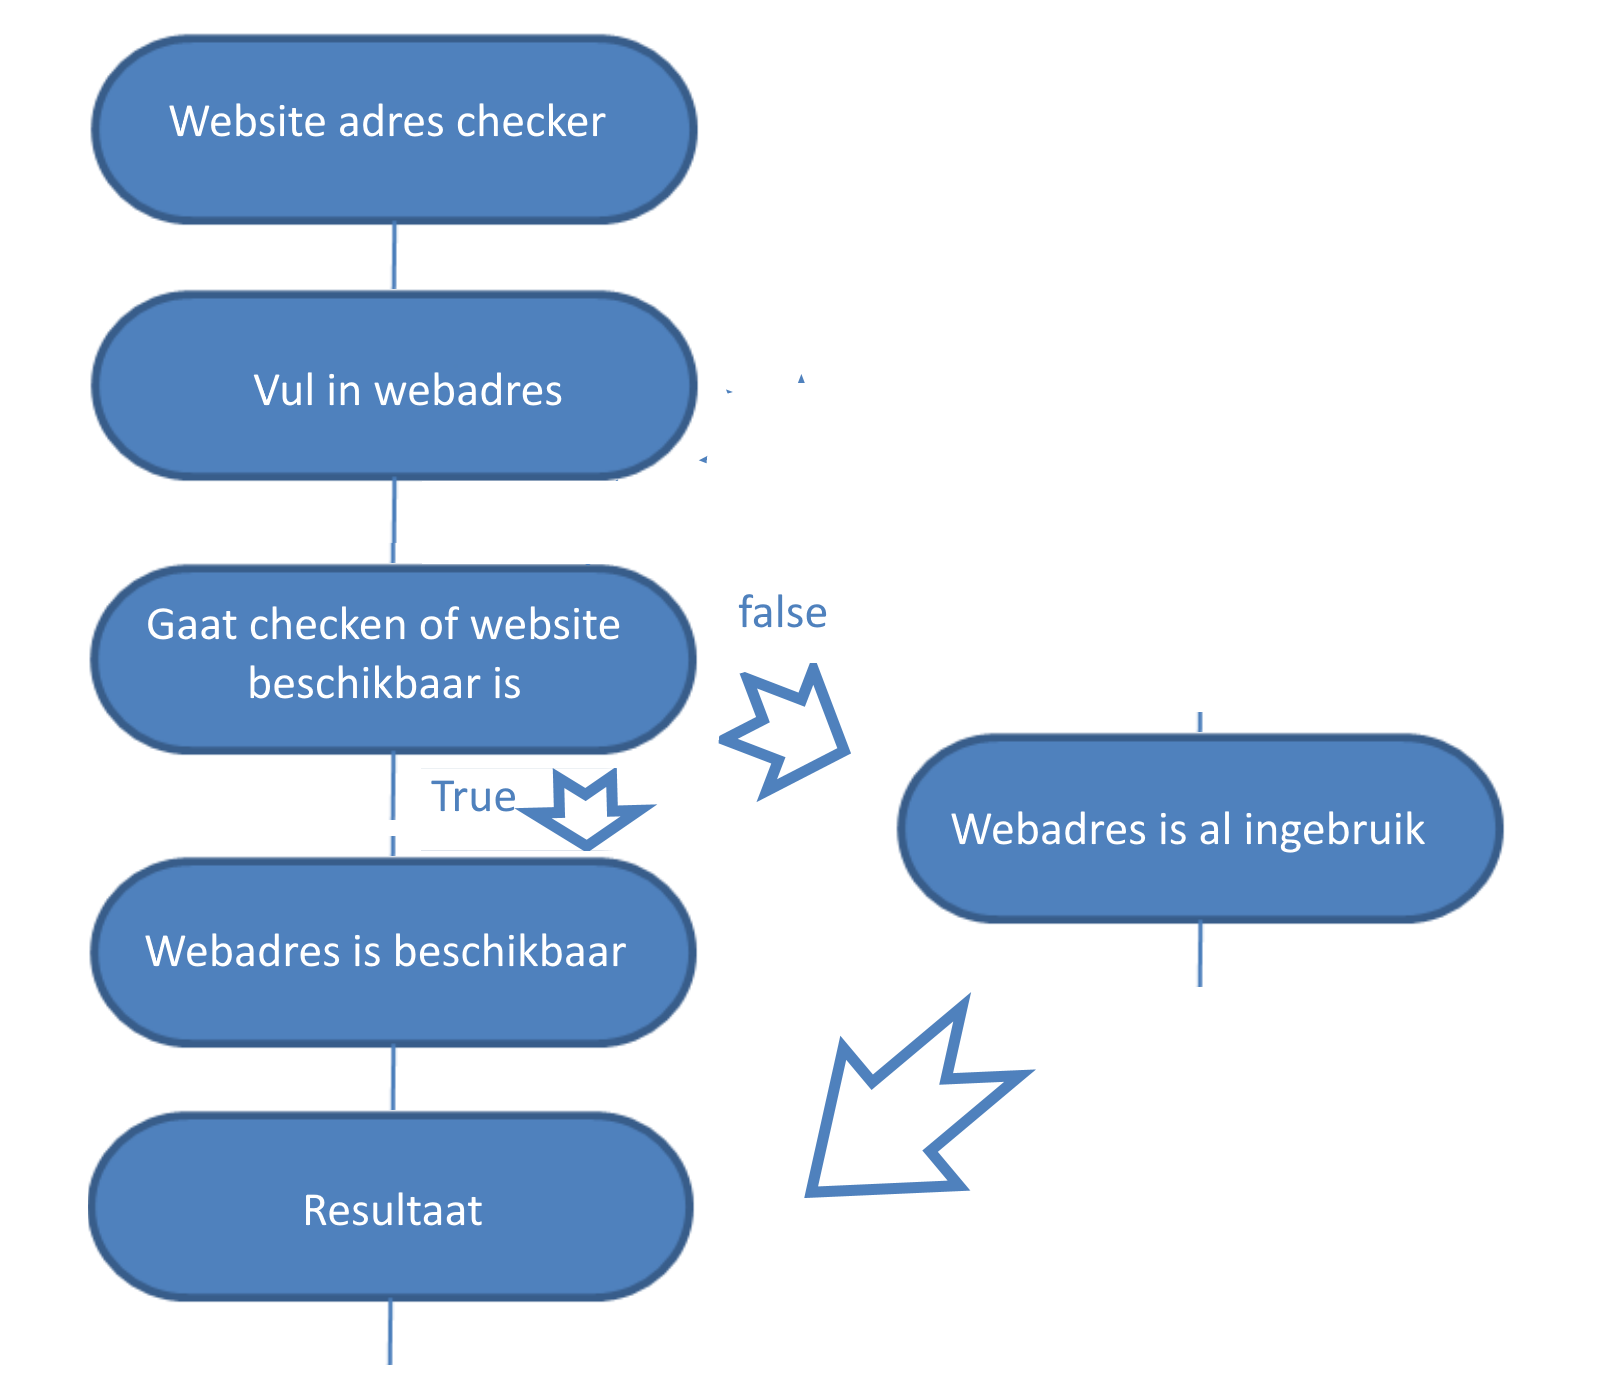 Website adres checker
Vul in webadres
Gaat checken of website
beschikbaar is
false
True
Webadres is al ingebruik
Webadres is beschikbaar
Resultaat